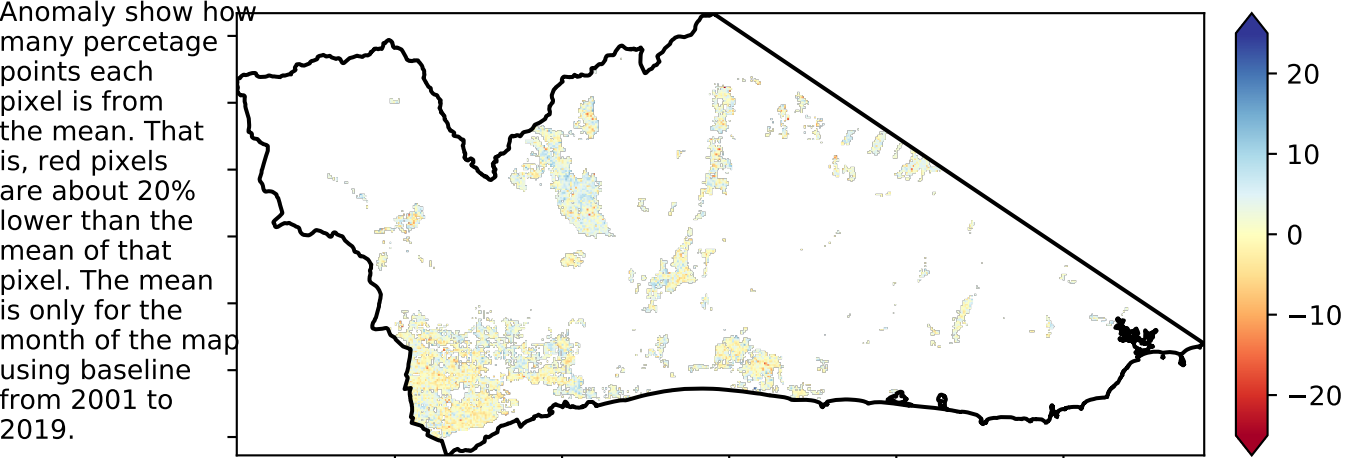 Anomaly show how
many percetage
points each
pixel is from
the mean. That
is, red pixels
are about 20%
lower than the
mean of that
pixel. The mean
is only for the
month of the map
using baseline
from 2001 to
2019.
20
10
0
−10
−20